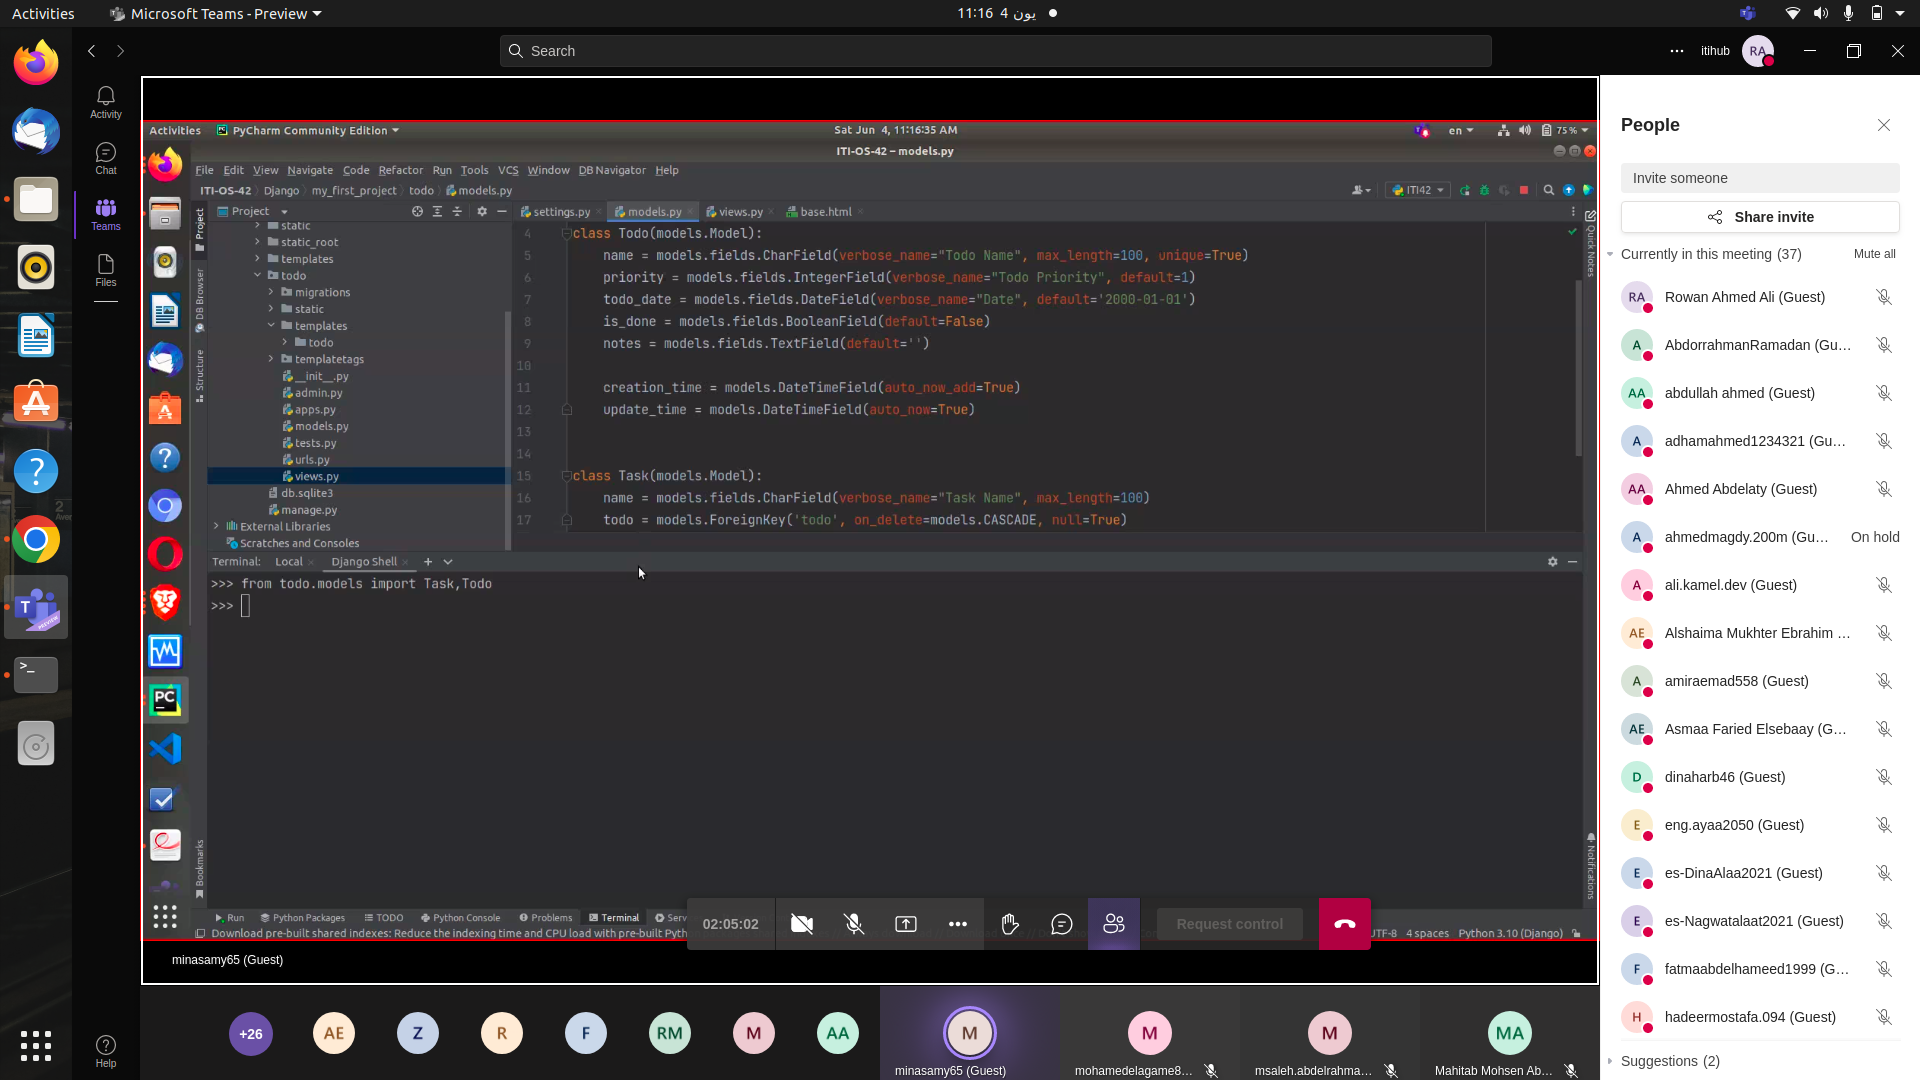 Activities
Microsoft Teams - Preview
11:16 4 يون
Search
itihub
RA
Activity
Chat
Teams
Files
Help
Activities
PyCharm Community Edition
Sat Jun 4, 11:16:35 AM
en
75 %
ITI-OS-42 – models.py
File Edit View Navigate Code Refactor Run Tools VCS Window DB Navigator Help
ITI-OS-42 Django my_first_project todo models.py
ITI42
Project
settings.py
models.py
views.py
base.html
Project
DB Browser
Structure
Bookmarks
Quick Notes
Notifications
static
static_root
templates
todo
migrations
static
templates
todo
templatetags
__init__.py
admin.py
apps.py
models.py
tests.py
urls.py
views.py
db.sqlite3
manage.py
External Libraries
Scratches and Consoles
4 class Todo(models.Model):
5 name = models.fields.CharField(verbose_name="Todo Name", max_length=100, unique=True)
6 priority = models.fields.IntegerField(verbose_name="Todo Priority", default=1)
7 todo_date = models.fields.DateField(verbose_name="Date", default='2000-01-01')
8 is_done = models.fields.BooleanField(default=False)
9 notes = models.fields.TextField(default='')
10
11 creation_time = models.DateTimeField(auto_now_add=True)
12 update_time = models.DateTimeField(auto_now=True)
13
14
15 class Task(models.Model):
16 name = models.fields.CharField(verbose_name="Task Name", max_length=100)
17 todo = models.ForeignKey('todo', on_delete=models.CASCADE, null=True)
Terminal: Local Django Shell
>>> from todo.models import Task,Todo
>>>
Run Python Packages TODO Python Console Problems Terminal Serv
Download pre-built shared indexes: Reduce the indexing time and CPU load with pre-built Pyth
UTF-8 4 spaces Python 3.10 (Django)
02:05:02
Request control
minasamy65 (Guest)
+26
AE
Z
R
F
RM
M
AA
M
minasamy65 (Guest)
M
mohamedelagame8...
M
msaleh.abdelrahma...
MA
Mahitab Mohsen Ab...
People
Invite someone
Share invite
Currently in this meeting (37)
Mute all
RA Rowan Ahmed Ali (Guest)
A AbdorrahmanRamadan (Gu...
AA abdullah ahmed (Guest)
A adhamahmed1234321 (Gu...
AA Ahmed Abdelaty (Guest)
A ahmedmagdy.200m (Gu... On hold
A ali.kamel.dev (Guest)
AE Alshaima Mukhter Ebrahim ...
A amiraemad558 (Guest)
AE Asmaa Faried Elsebaay (G...
D dinaharb46 (Guest)
E eng.ayaa2050 (Guest)
E es-DinaAlaa2021 (Guest)
E es-Nagwatalaat2021 (Guest)
F fatmaabdelhameed1999 (G...
H hadeermostafa.094 (Guest)
Suggestions (2)